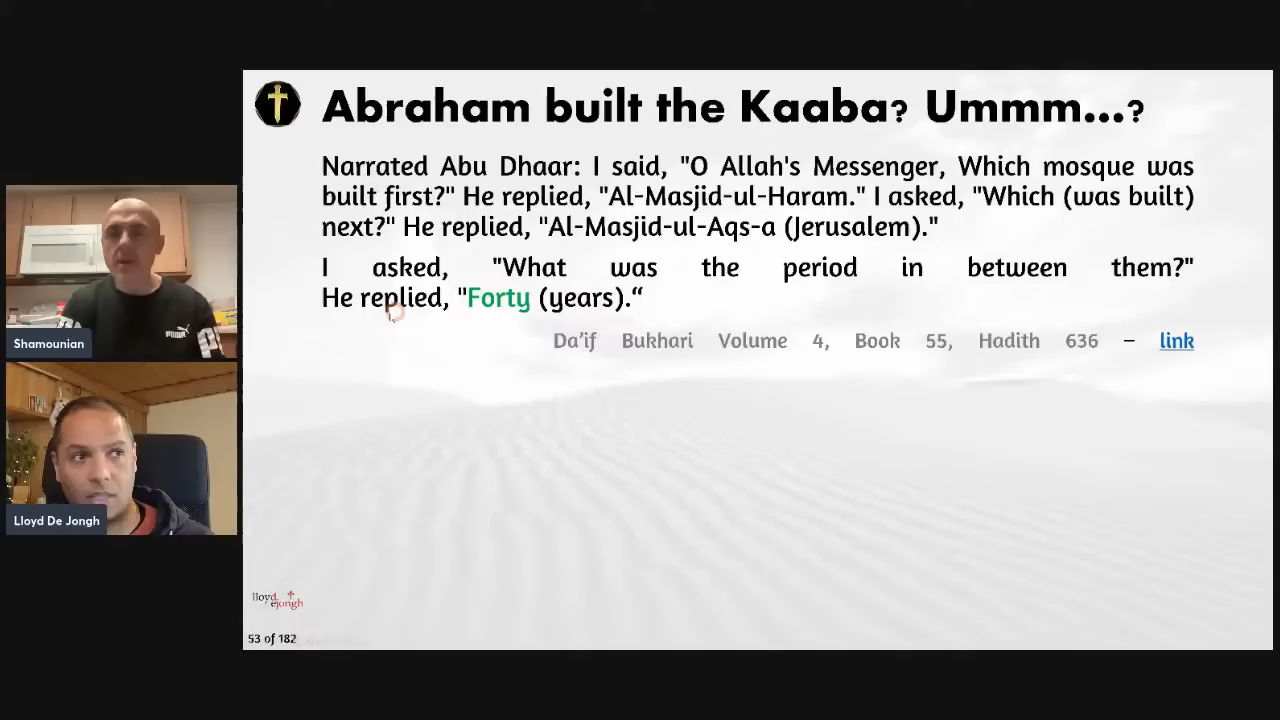 Abraham built the Kaaba? Ummm...?
Narrated Abu Dhaar: I said, "O Allah's Messenger, Which mosque was
built first?" He replied, "Al-Masjid-ul-Haram." I asked, "Which (was built)
next?" He replied, "Al-Masjid-ul-Aqs-a (Jerusalem)."
I asked, "What was the period in between them?"
He replied, "Forty (years).“
Da’if Bukhari Volume 4, Book 55, Hadith 636 – link
PUMA
Shamounian
Lloyd De Jongh
lloyd.
ejongh
53 of 182